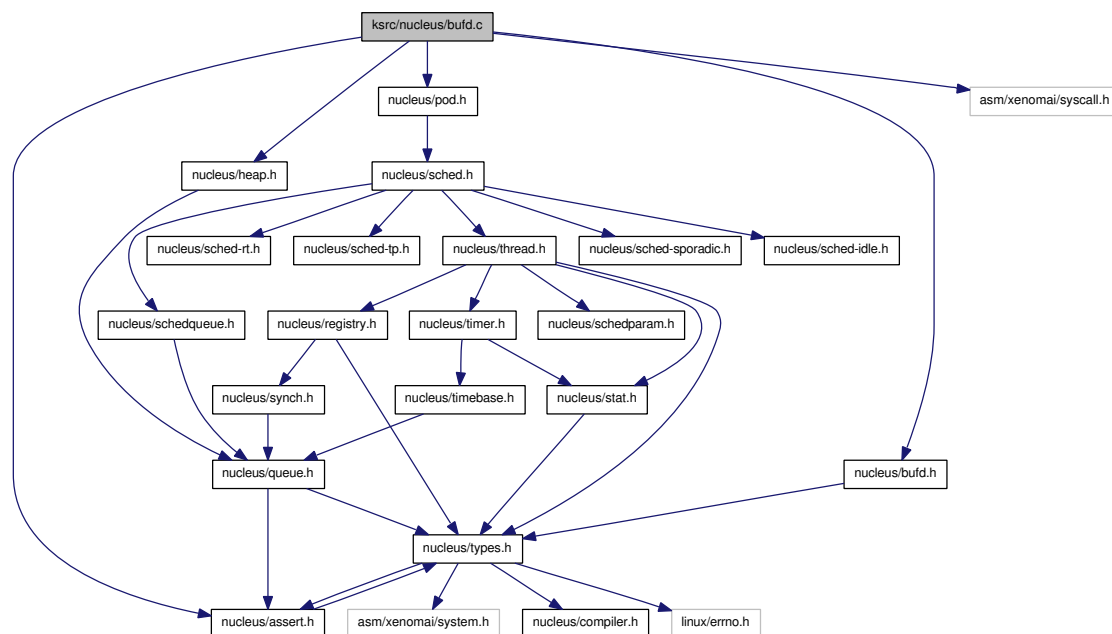 ksrc/nucleus/bufd.c
nucleus/pod.h
asm/xenomai/syscall.h
nucleus/heap.h
nucleus/sched.h
nucleus/sched-rt.h
nucleus/sched-tp.h
nucleus/thread.h
nucleus/sched-sporadic.h
nucleus/sched-idle.h
nucleus/schedqueue.h
nucleus/registry.h
nucleus/timer.h
nucleus/schedparam.h
nucleus/synch.h
nucleus/timebase.h
nucleus/stat.h
nucleus/queue.h
nucleus/bufd.h
nucleus/types.h
nucleus/assert.h
asm/xenomai/system.h
nucleus/compiler.h
linux/errno.h